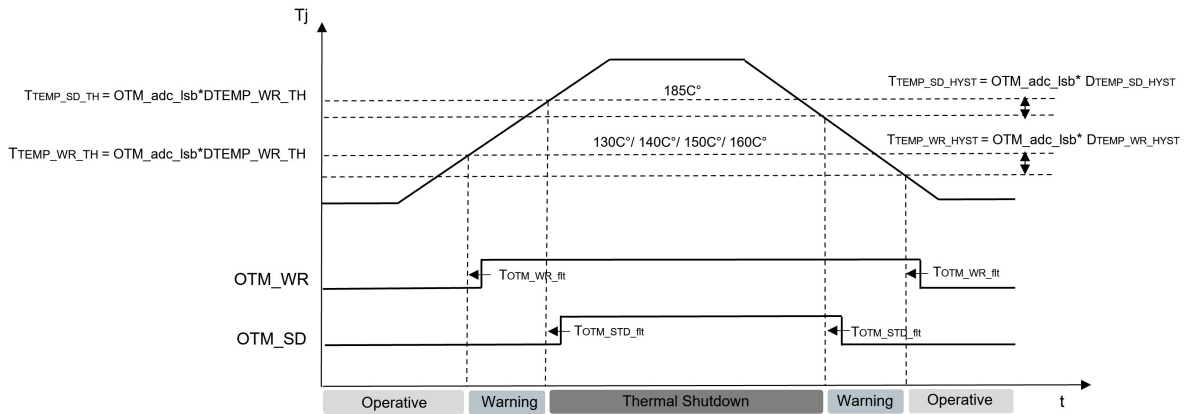 Tj
TTEMP_SD_TH = OTM_adc_lsb*DTEMP_WR_TH
185C°
TTEMP_SD_HYST = OTM_adc_lsb* DTEMP_SD_HYST
TTEMP_WR_TH = OTM_adc_lsb*DTEMP_WR_TH
130C°/ 140C°/ 150C°/ 160C°
TTEMP_WR_HYST = OTM_adc_lsb* DTEMP_WR_HYST
OTM_WR
TOTM_WR_flt
TOTM_WR_flt
OTM_SD
TOTM_STD_flt
TOTM_STD_flt
Operative
Warning
Thermal Shutdown
Warning
Operative
t